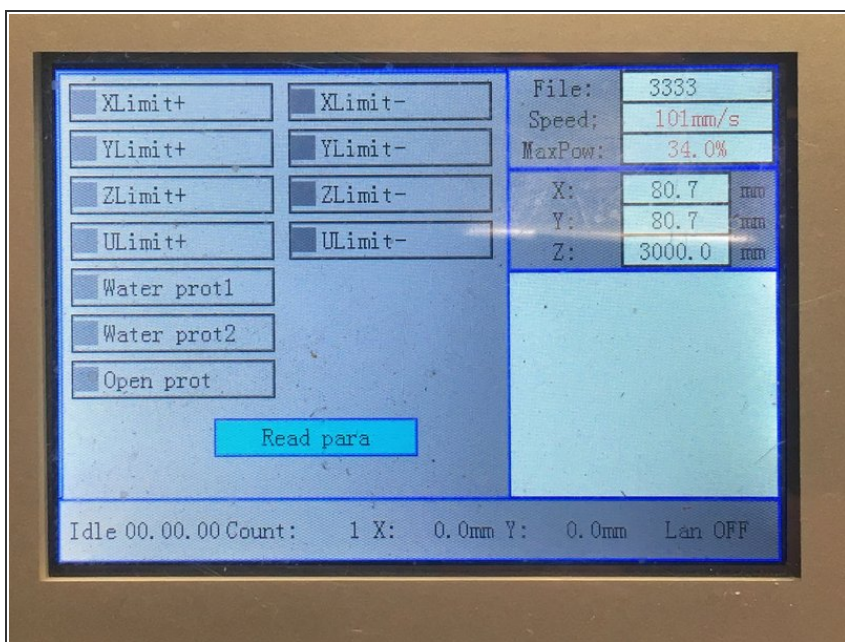 XLimit+ XLimit-
YLimit+ YLimit-
ZLimit+ ZLimit-
ULimit+ ULimit-
Water prot1
Water prot2
Open prot
Read para
File: 3333
Speed: 101mm/s
MaxPow: 34.0%
X: 80.7 mm
Y: 80.7 mm
Z: 3000.0 mm
Idle 00.00.00 Count: 1 X: 0.0mm Y: 0.0mm Lan OFF